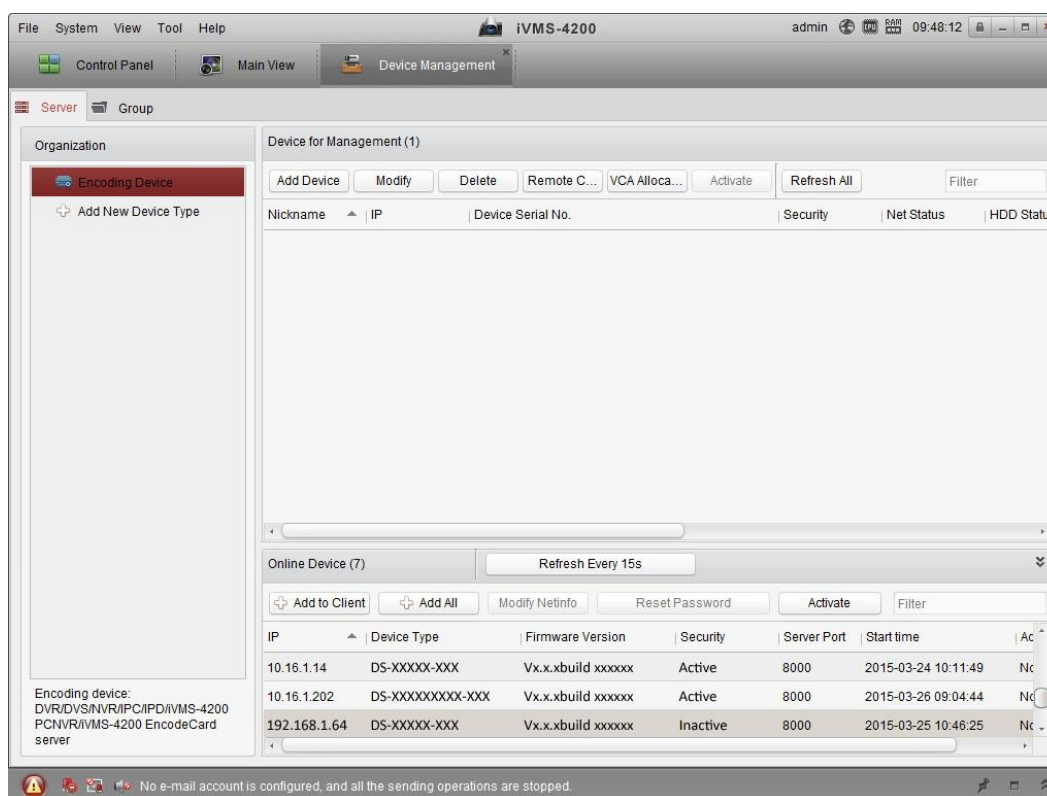 File System View Tool Help iVMS-4200 admin CPU RAM 09:48:12
Control Panel Main View Device Management
Server Group
Organization
Encoding Device
Add New Device Type
Encoding device:
DVR/DVS/NVR/IPC/IPD/iVMS-4200
PCNVR/iVMS-4200 EncodeCard
server
Device for Management (1)
Add Device Modify Delete Remote C... VCA Alloca... Activate Refresh All Filter
Nickname IP Device Serial No. Security Net Status HDD Statu
Online Device (7) Refresh Every 15s
Add to Client Add All Modify Netinfo Reset Password Activate Filter
IP Device Type Firmware Version Security Server Port Start time Ac
10.16.1.14 DS-XXXXX-XXX Vx.x.xbuild xxxxxx Active 8000 2015-03-24 10:11:49 Nc
10.16.1.202 DS-XXXXXXXXX-XXX Vx.x.xbuild xxxxxx Active 8000 2015-03-26 09:04:44 Nc
192.168.1.64 DS-XXXXX-XXX Vx.x.xbuild xxxxxx Inactive 8000 2015-03-25 10:46:25 Nc
No e-mail account is configured, and all the sending operations are stopped.